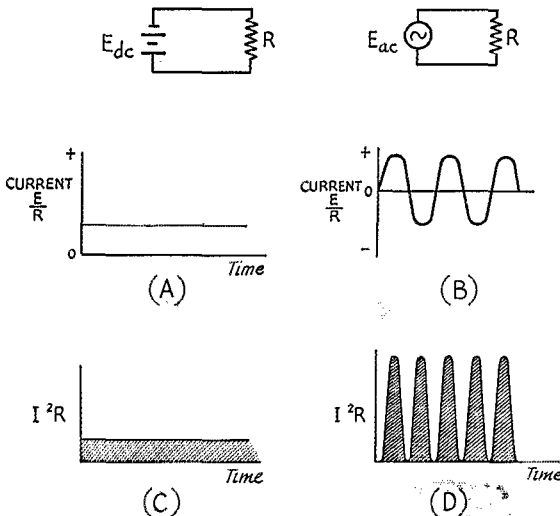 Edc
R
Eac
R
+
CURRENT
E
R
0
Time
(A)
+
CURRENT 0
E
R
-
(B)
I²R
Time
(C)
I²R
Time
(D)